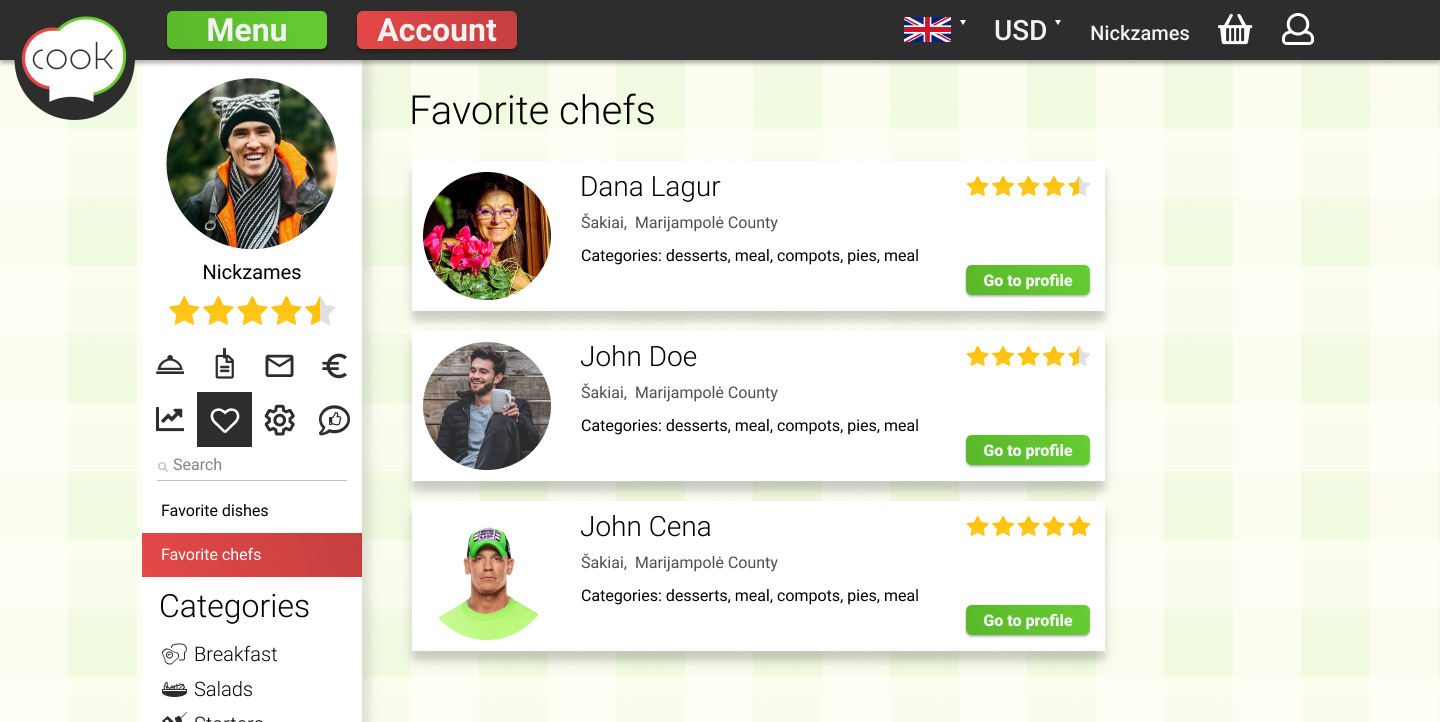 Menu
Account
USD
Nickzames
cook
Nickzames
Search
Favorite dishes
Favorite chefs
Categories
Breakfast
Salads
Starters
Favorite chefs
Dana Lagur
Šakiai, Marijampolė County
Categories: desserts, meal, compots, pies, meal
Go to profile
John Doe
Šakiai, Marijampolė County
Categories: desserts, meal, compots, pies, meal
Go to profile
John Cena
Šakiai, Marijampolė County
Categories: desserts, meal, compots, pies, meal
Go to profile